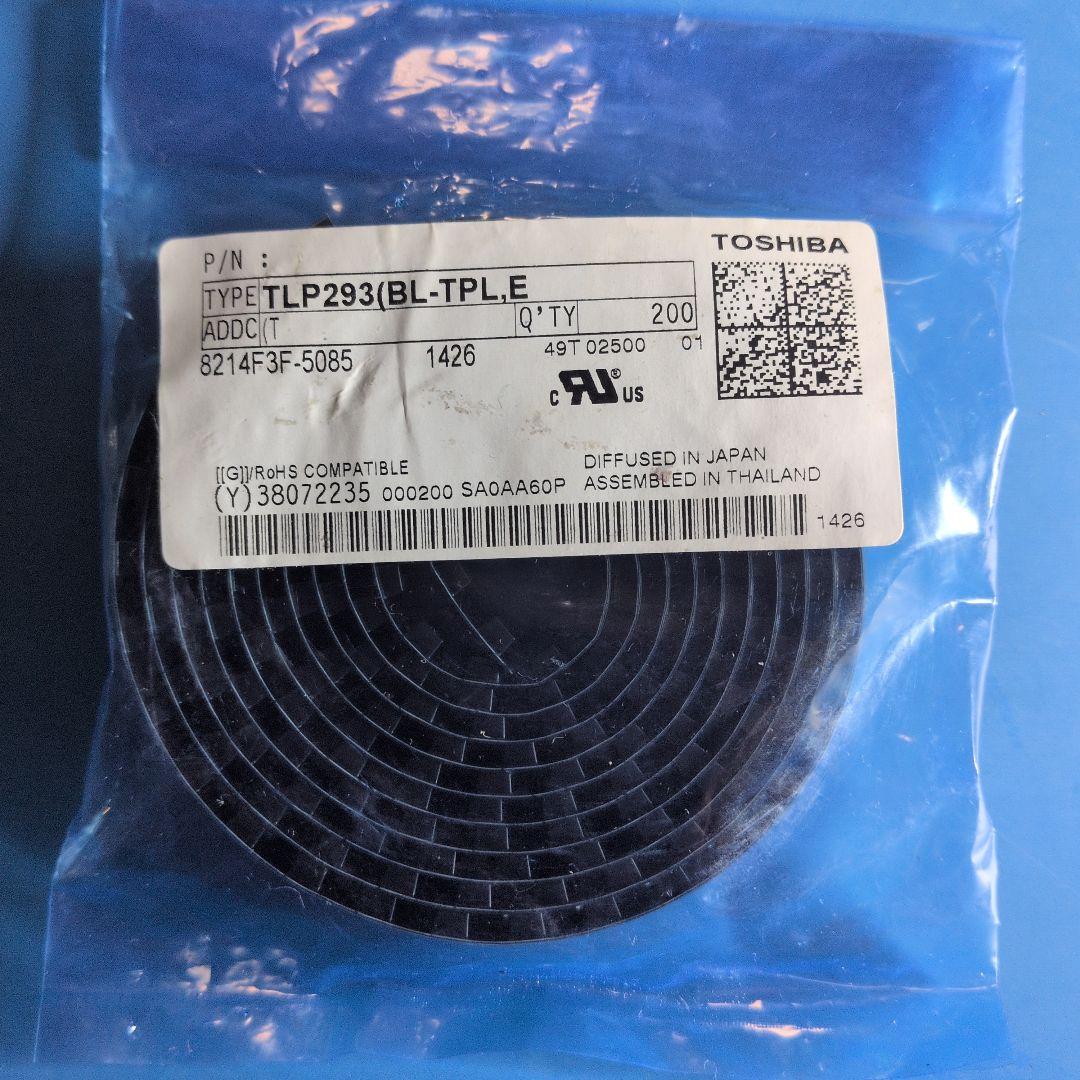 TOSHIBA
P/N :
TYPE TLP293(BL-TPL,E
ADDC (T Q'TY 200
8214F3F-5085 1426 49T 02500 01
c RU® US
[[G]]/RoHS COMPATIBLE
DIFFUSED IN JAPAN
(Y)38072235 000200 SA0AA60P
ASSEMBLED IN THAILAND
1426